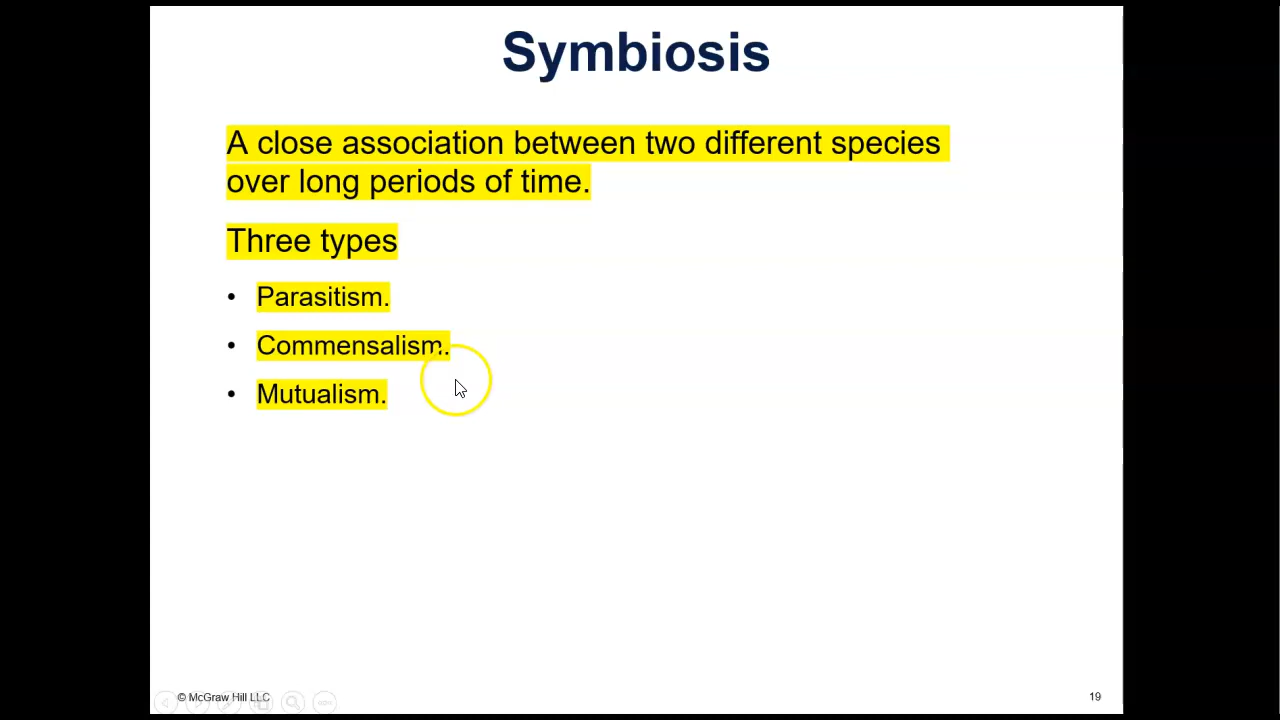 Symbiosis
A close association between two different species
over long periods of time.
Three types
• Parasitism.
• Commensalism.
• Mutualism.
© McGraw Hill LLC
19